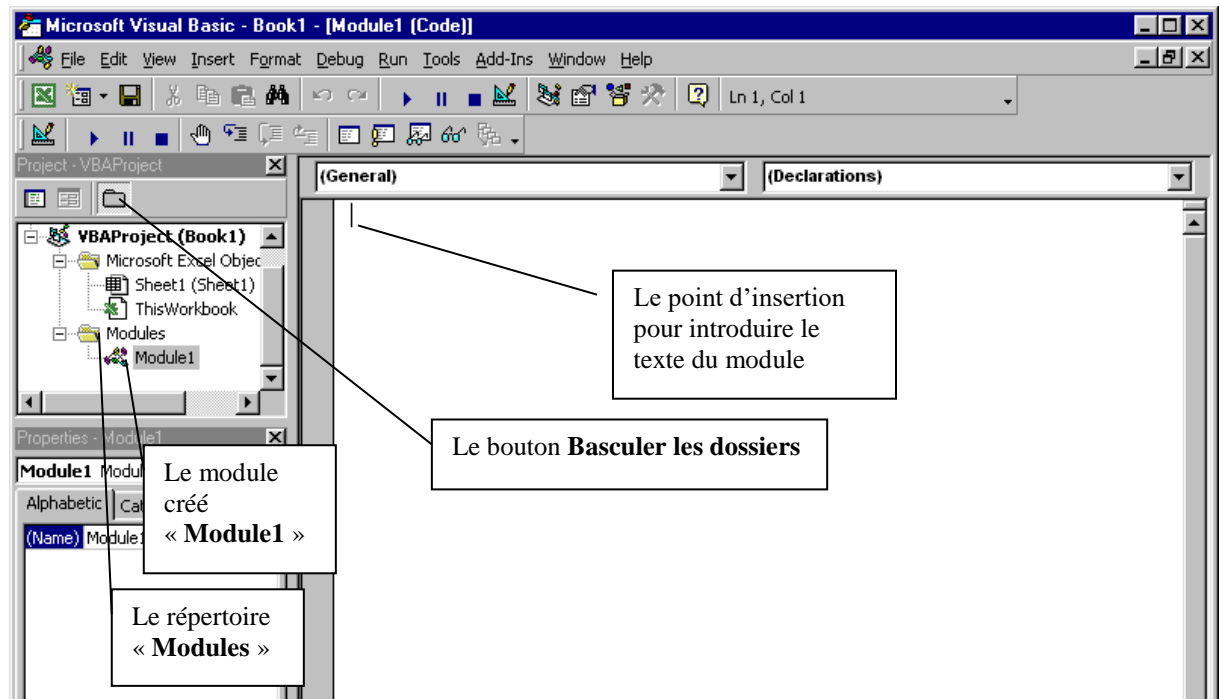 Microsoft Visual Basic - Book1 - [Module1 (Code)]
File Edit View Insert Format Debug Run Tools Add-Ins Window Help
Ln 1, Col 1
Project - VBAProject
(General)
(Declarations)
VBAProject (Book1)
Microsoft Excel Objec
Sheet1 (Sheet1)
ThisWorkbook
Modules
Module1
Le point d’insertion
pour introduire le
texte du module
Le bouton Basculer les dossiers
Properties - Module1
Module1 Modul
Alphabetic Cat
(Name) Module1
Le module
créé
« Module1 »
Le répertoire
« Modules »